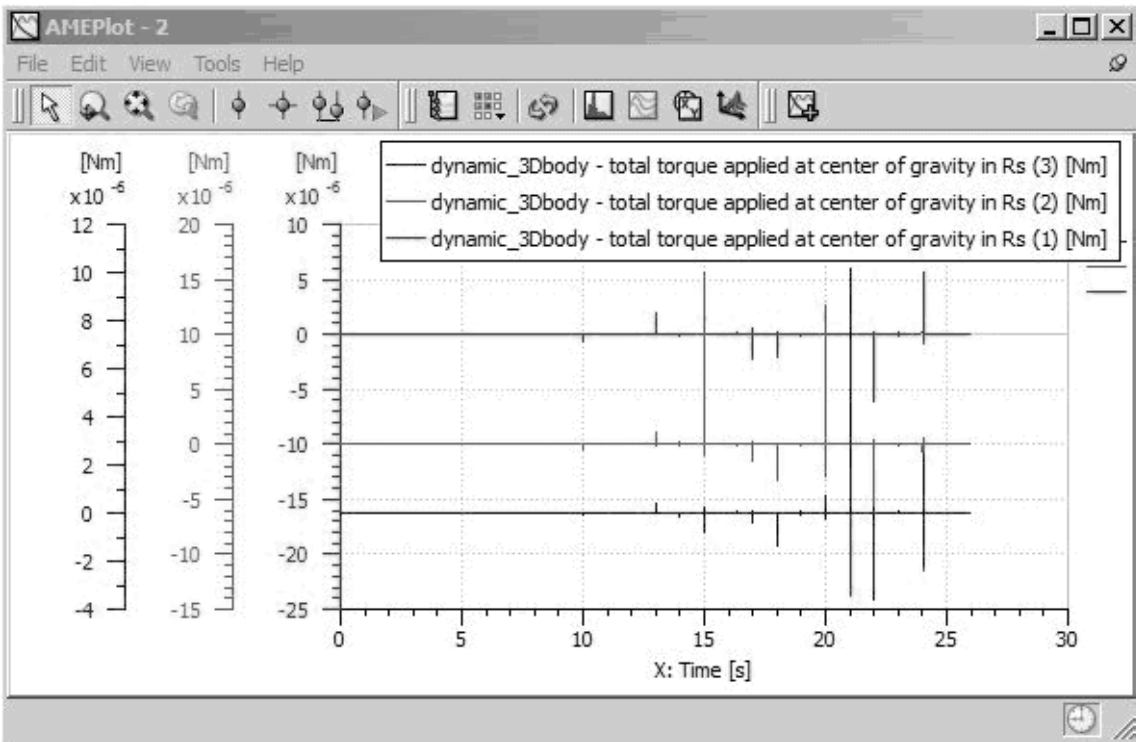 AMEPlot - 2
File Edit View Tools Help
[Nm] [Nm] [Nm]
x10 -6 x10 -6 x10 -6
dynamic_3Dbody - total torque applied at center of gravity in Rs (3) [Nm]
dynamic_3Dbody - total torque applied at center of gravity in Rs (2) [Nm]
dynamic_3Dbody - total torque applied at center of gravity in Rs (1) [Nm]
12 20 10
10 15 5
8 10 0
6 5 -5
4 0 -10
2 -5 -15
0 -10 -20
-2 -15 -25
-4
0 5 10 15 20 25 30
X: Time [s]